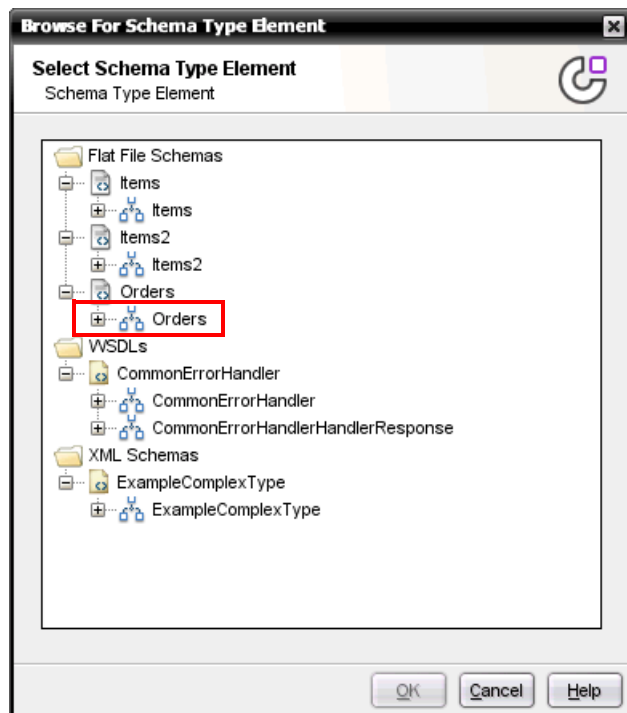 Browse For Schema Type Element
Select Schema Type Element
Schema Type Element
Flat File Schemas
Items
Items
Items2
Items2
Orders
Orders
WSDLs
CommonErrorHandler
CommonErrorHandler
CommonErrorHandlerHandlerResponse
XML Schemas
ExampleComplexType
ExampleComplexType
OK Cancel Help